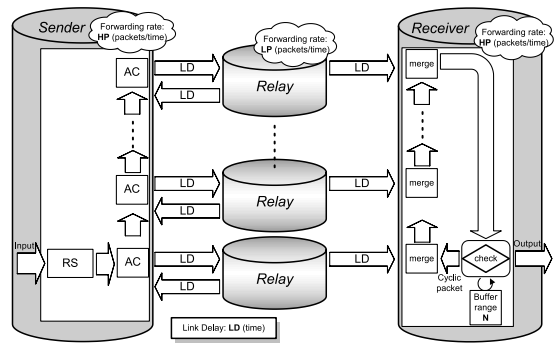 Sender
Forwarding rate:
HP (packets/time)
Forwarding rate:
LP (packets/time)
Receiver
Forwarding rate:
HP (packets/time)
AC
LD
LD
Relay
LD
merge
AC
LD
LD
Relay
LD
merge
Input
RS
AC
LD
LD
Relay
LD
merge
Cyclic
packet
check
Output
Buffer
range
N
Link Delay: LD (time)